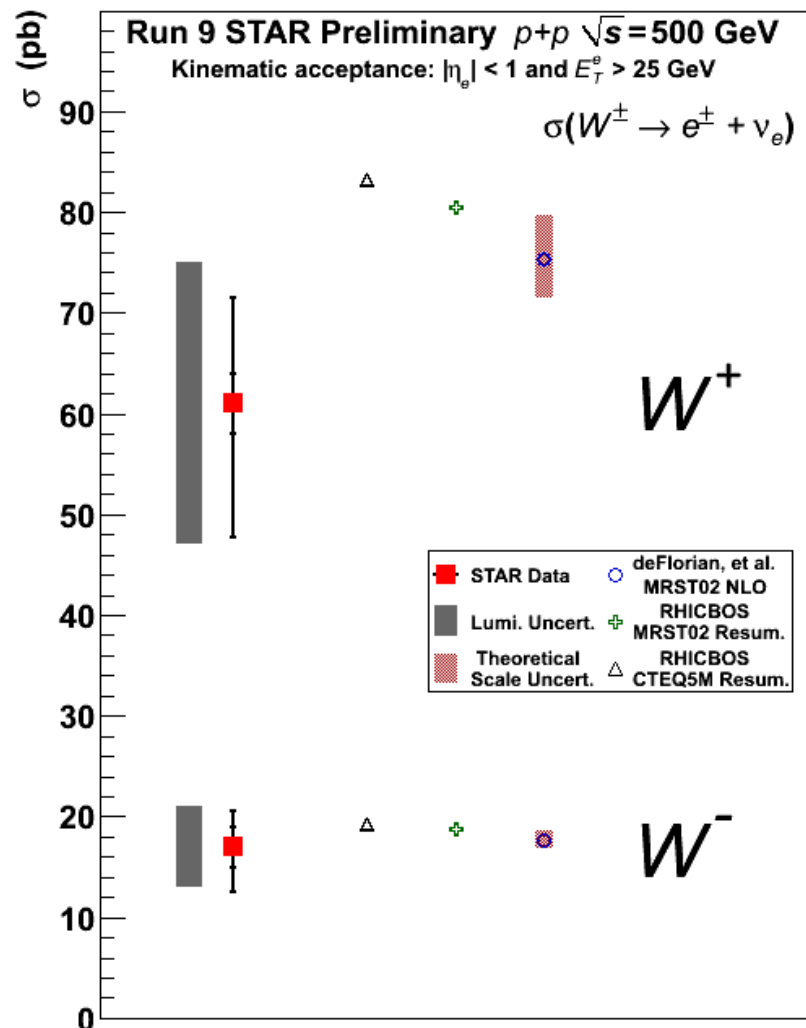 Run 9 STAR Preliminary p+p √s = 500 GeV
Kinematic acceptance: |ηₑ| < 1 and E_T^e > 25 GeV
σ (pb)
σ(W^± → e^± + ν_e)
90
80
70
60
50
40
30
20
10
0
W⁺
STAR Data
Lumi. Uncert.
Theoretical
Scale Uncert.
deFlorian, et al.
MRST02 NLO
RHICBOS
MRST02 Resum.
RHICBOS
CTEQ5M Resum.
W⁻